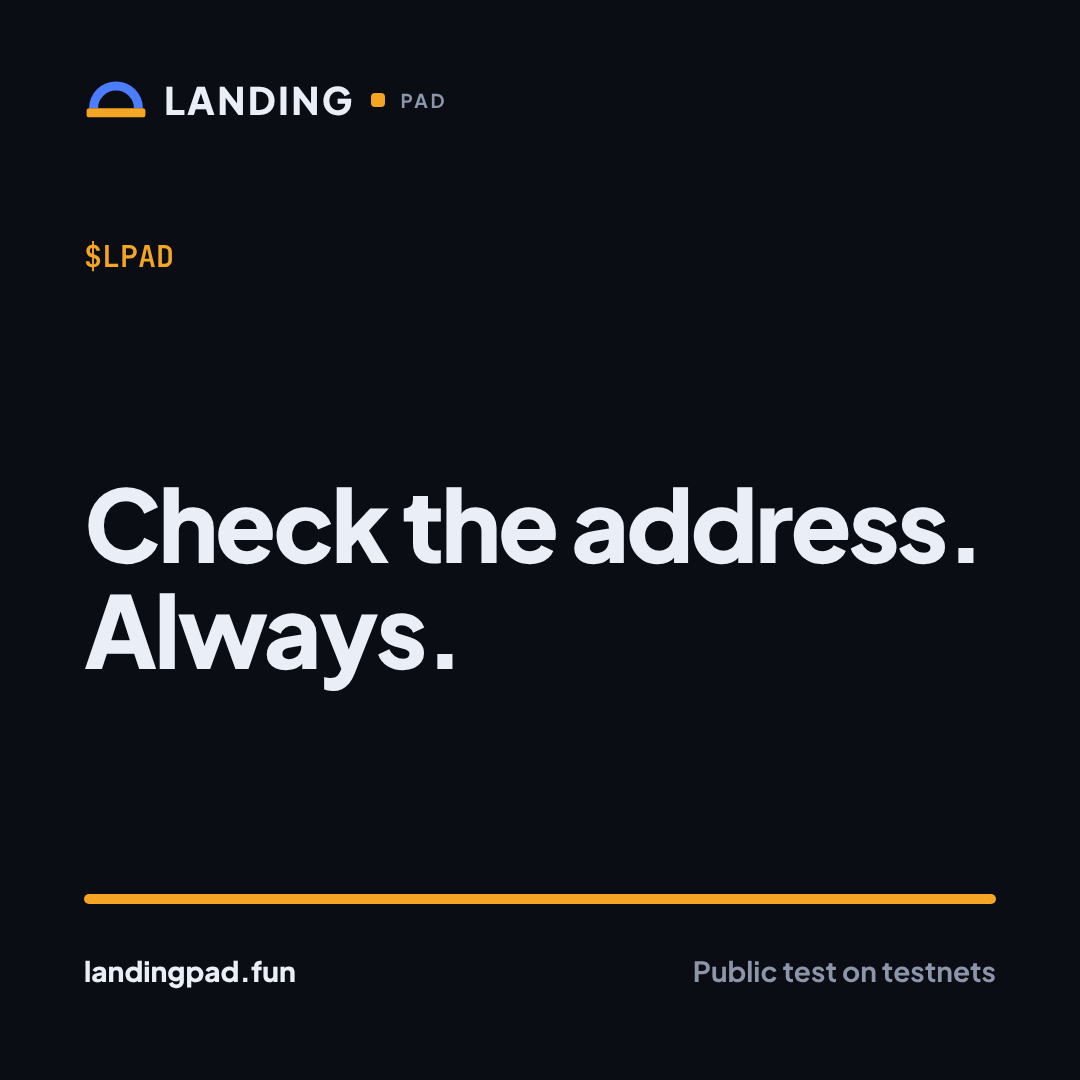 LANDING PAD
$LPAD
Check the address.
Always.
landingpad.fun
Public test on testnets